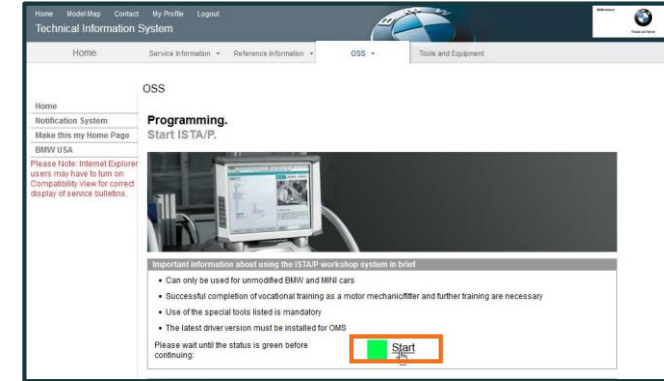 Home Model Map Contact My Profile Logout
Technical Information System
Home Service Information Reference Information OSS Tools and Equipment
OSS
Home
Notification System
Make this my Home Page
BMW USA
Please Note: Internet Explorer
users may have to turn on
Compatibility View for correct
display of service bulletins.
Programming.
Start ISTA/P.
Important information about using the ISTA/P workshop system in brief
• Can only be used for unmodified BMW and MINI cars
• Successful completion of vocational training as a motor mechanic/fitter and further training are necessary
• Use of the special tools listed is mandatory
• The latest driver version must be installed for OMS
Please wait until the status is green before
continuing:
Start